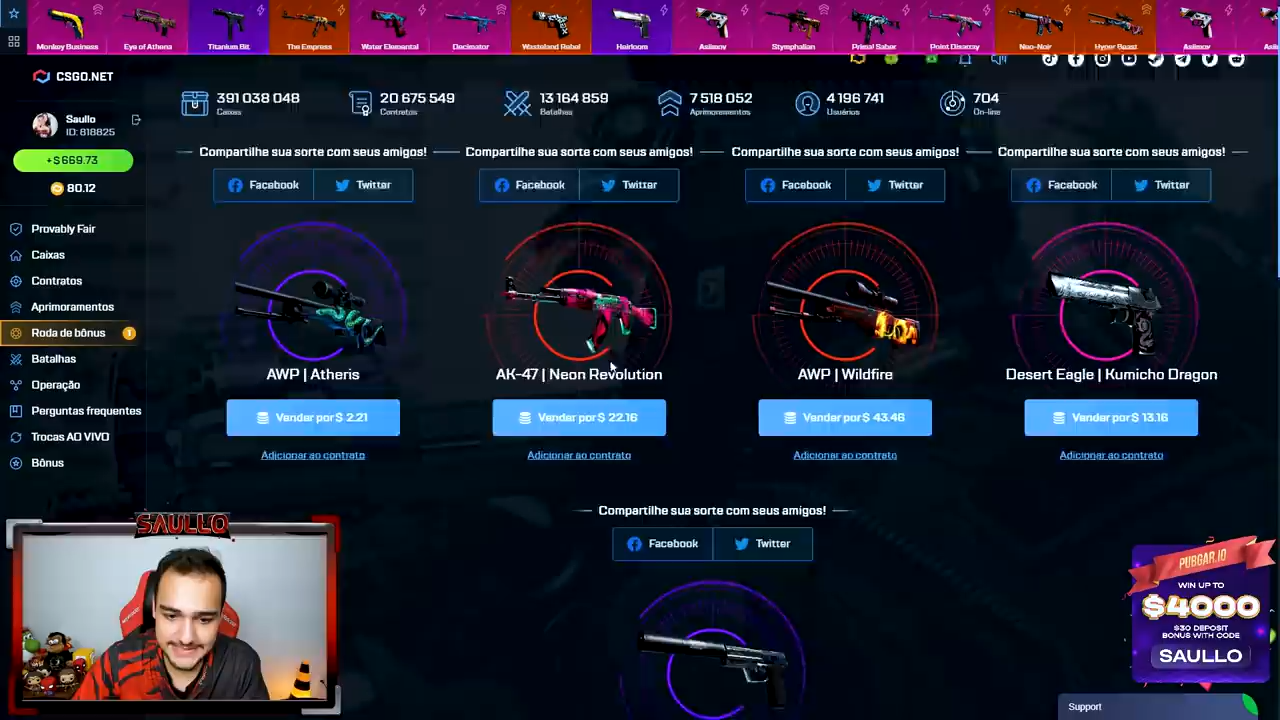 Monkey Business
Eye of Athena
Titanium Bit
The Empress
Water Elemental
Decimator
Wasteland Rebel
Heirloom
Asiimov
Stymphalian
Primal Saber
Point Disarray
Neo-Noir
Hyper Beast
Asiimov
CSGO.NET
391 038 048
Caixas
20 675 549
Contratos
13 164 859
Batalhas
7 518 052
Aprimoramentos
4 196 741
Usuários
704
On-line
Saullo
ID: 818825
+$669.73
80.12
Provably Fair
Caixas
Contratos
Aprimoramentos
Roda de bônus
1
Batalhas
Operação
Perguntas frequentes
Trocas AO VIVO
Bônus
Compartilhe sua sorte com seus amigos!
Facebook
Twitter
AWP | Atheris
Vender por $ 2.21
Adicionar ao contrato
Compartilhe sua sorte com seus amigos!
Facebook
Twitter
AK-47 | Neon Revolution
Vender por $ 22.16
Adicionar ao contrato
Compartilhe sua sorte com seus amigos!
Facebook
Twitter
AWP | Wildfire
Vender por $ 43.46
Adicionar ao contrato
Compartilhe sua sorte com seus amigos!
Facebook
Twitter
Desert Eagle | Kumicho Dragon
Vender por $ 13.16
Adicionar ao contrato
Compartilhe sua sorte com seus amigos!
Facebook
Twitter
SAULLO
PUBGAR.IO
WIN UP TO
$4000
$30 DEPOSIT
BONUS WITH CODE
SAULLO
Support